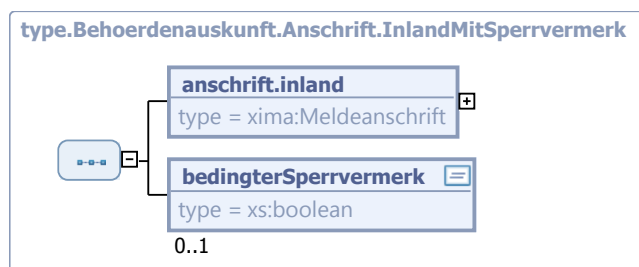 type.Behoerdenauskunft.Anschrift.InlandMitSperrvermerk
anschrift.inland
type = xima:Meldeanschrift
bedingterSperrvermerk
type = xs:boolean
0..1